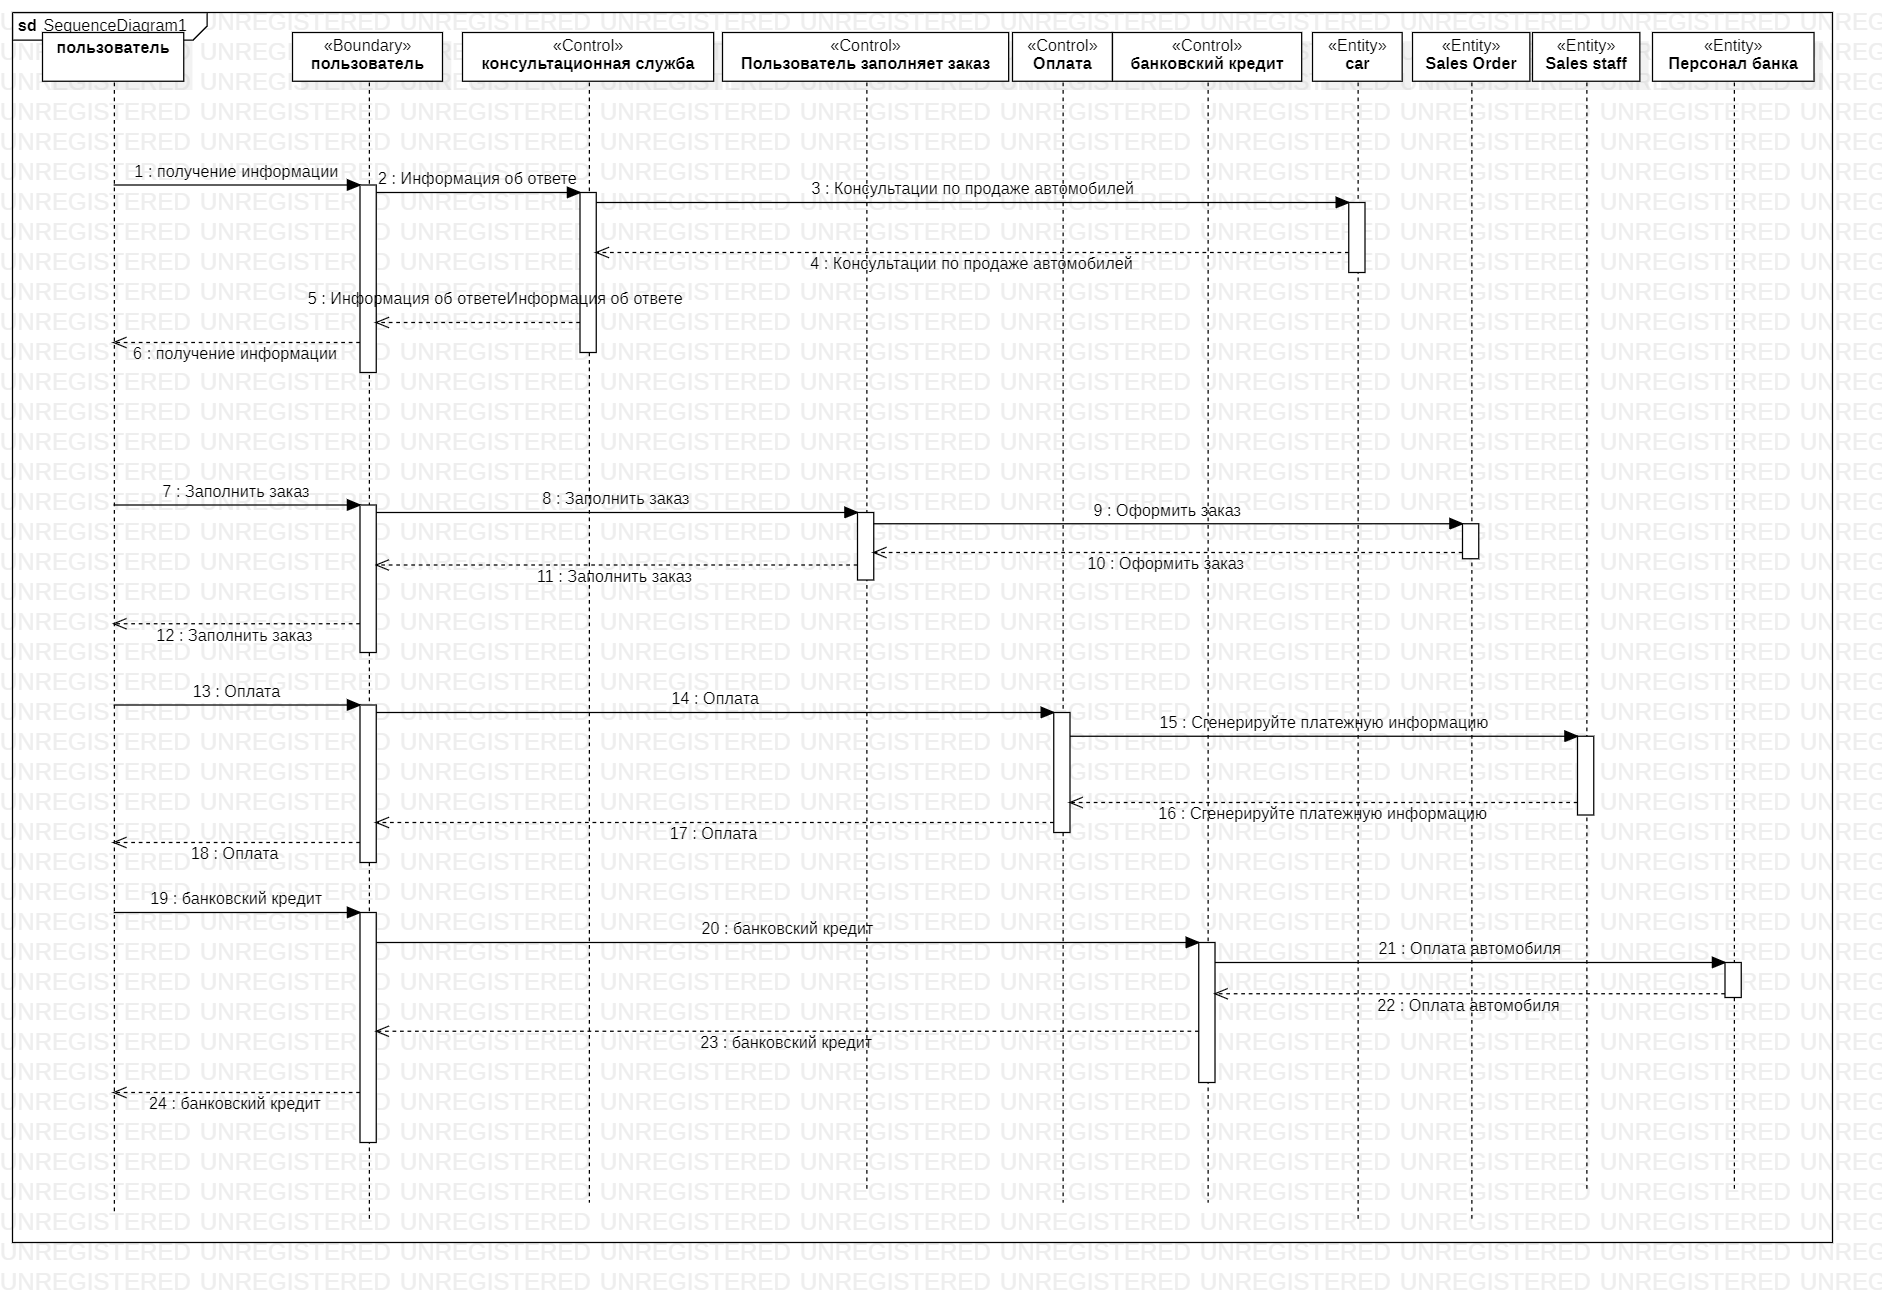 sd SequenceDiagram1
пользователь
«Boundary»
пользователь
«Control»
консультационная служба
«Control»
Пользователь заполняет заказ
«Control»
Оплата
«Control»
банковский кредит
«Entity»
car
«Entity»
Sales Order
«Entity»
Sales staff
«Entity»
Персонал банка
1 : получение информации
2 : Информация об ответе
3 : Консультации по продаже автомобилей
4 : Консультации по продаже автомобилей
5 : Информация об ответеИнформация об ответе
6 : получение информации
7 : Заполнить заказ
8 : Заполнить заказ
9 : Оформить заказ
10 : Оформить заказ
11 : Заполнить заказ
12 : Заполнить заказ
13 : Оплата
14 : Оплата
15 : Сгенерируйте платежную информацию
16 : Сгенерируйте платежную информацию
17 : Оплата
18 : Оплата
19 : банковский кредит
20 : банковский кредит
21 : Оплата автомобиля
22 : Оплата автомобиля
23 : банковский кредит
24 : банковский кредит
UNREGISTERED